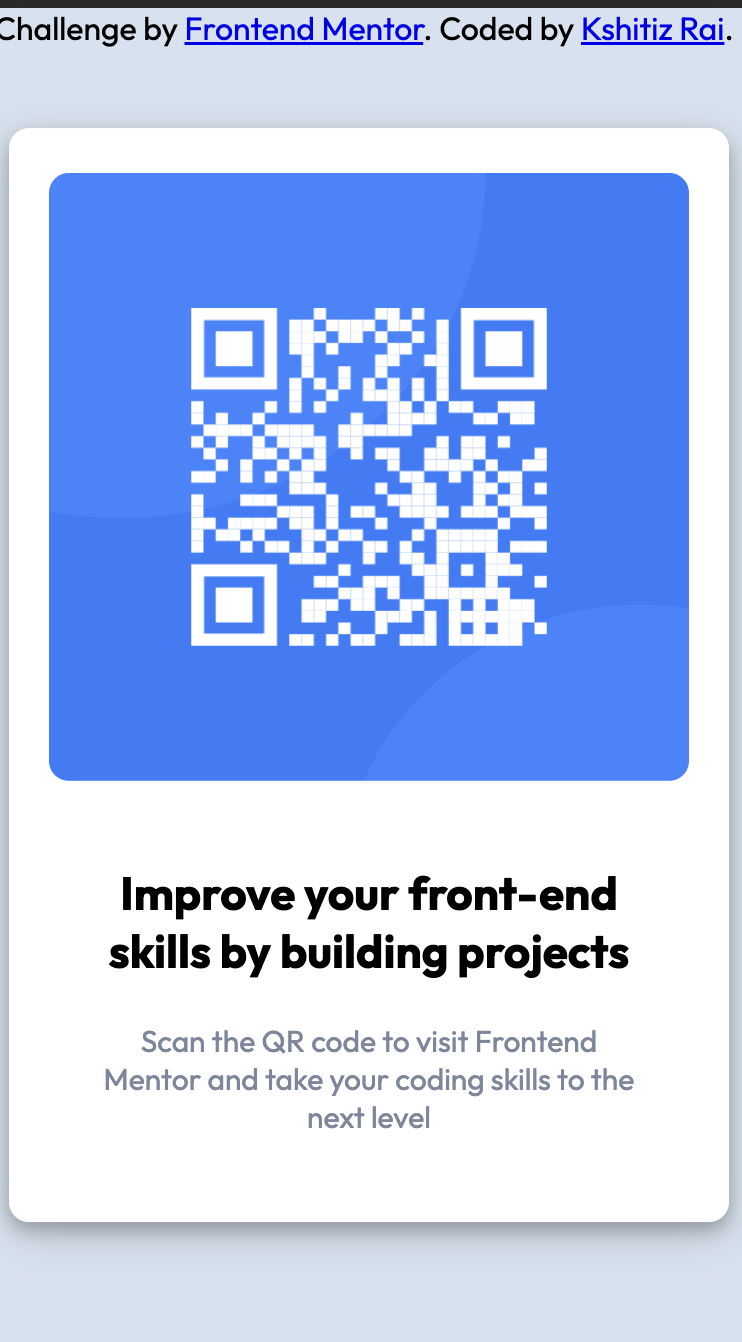 Challenge by Frontend Mentor. Coded by Kshitiz Rai.
Improve your front-end
skills by building projects
Scan the QR code to visit Frontend
Mentor and take your coding skills to the
next level